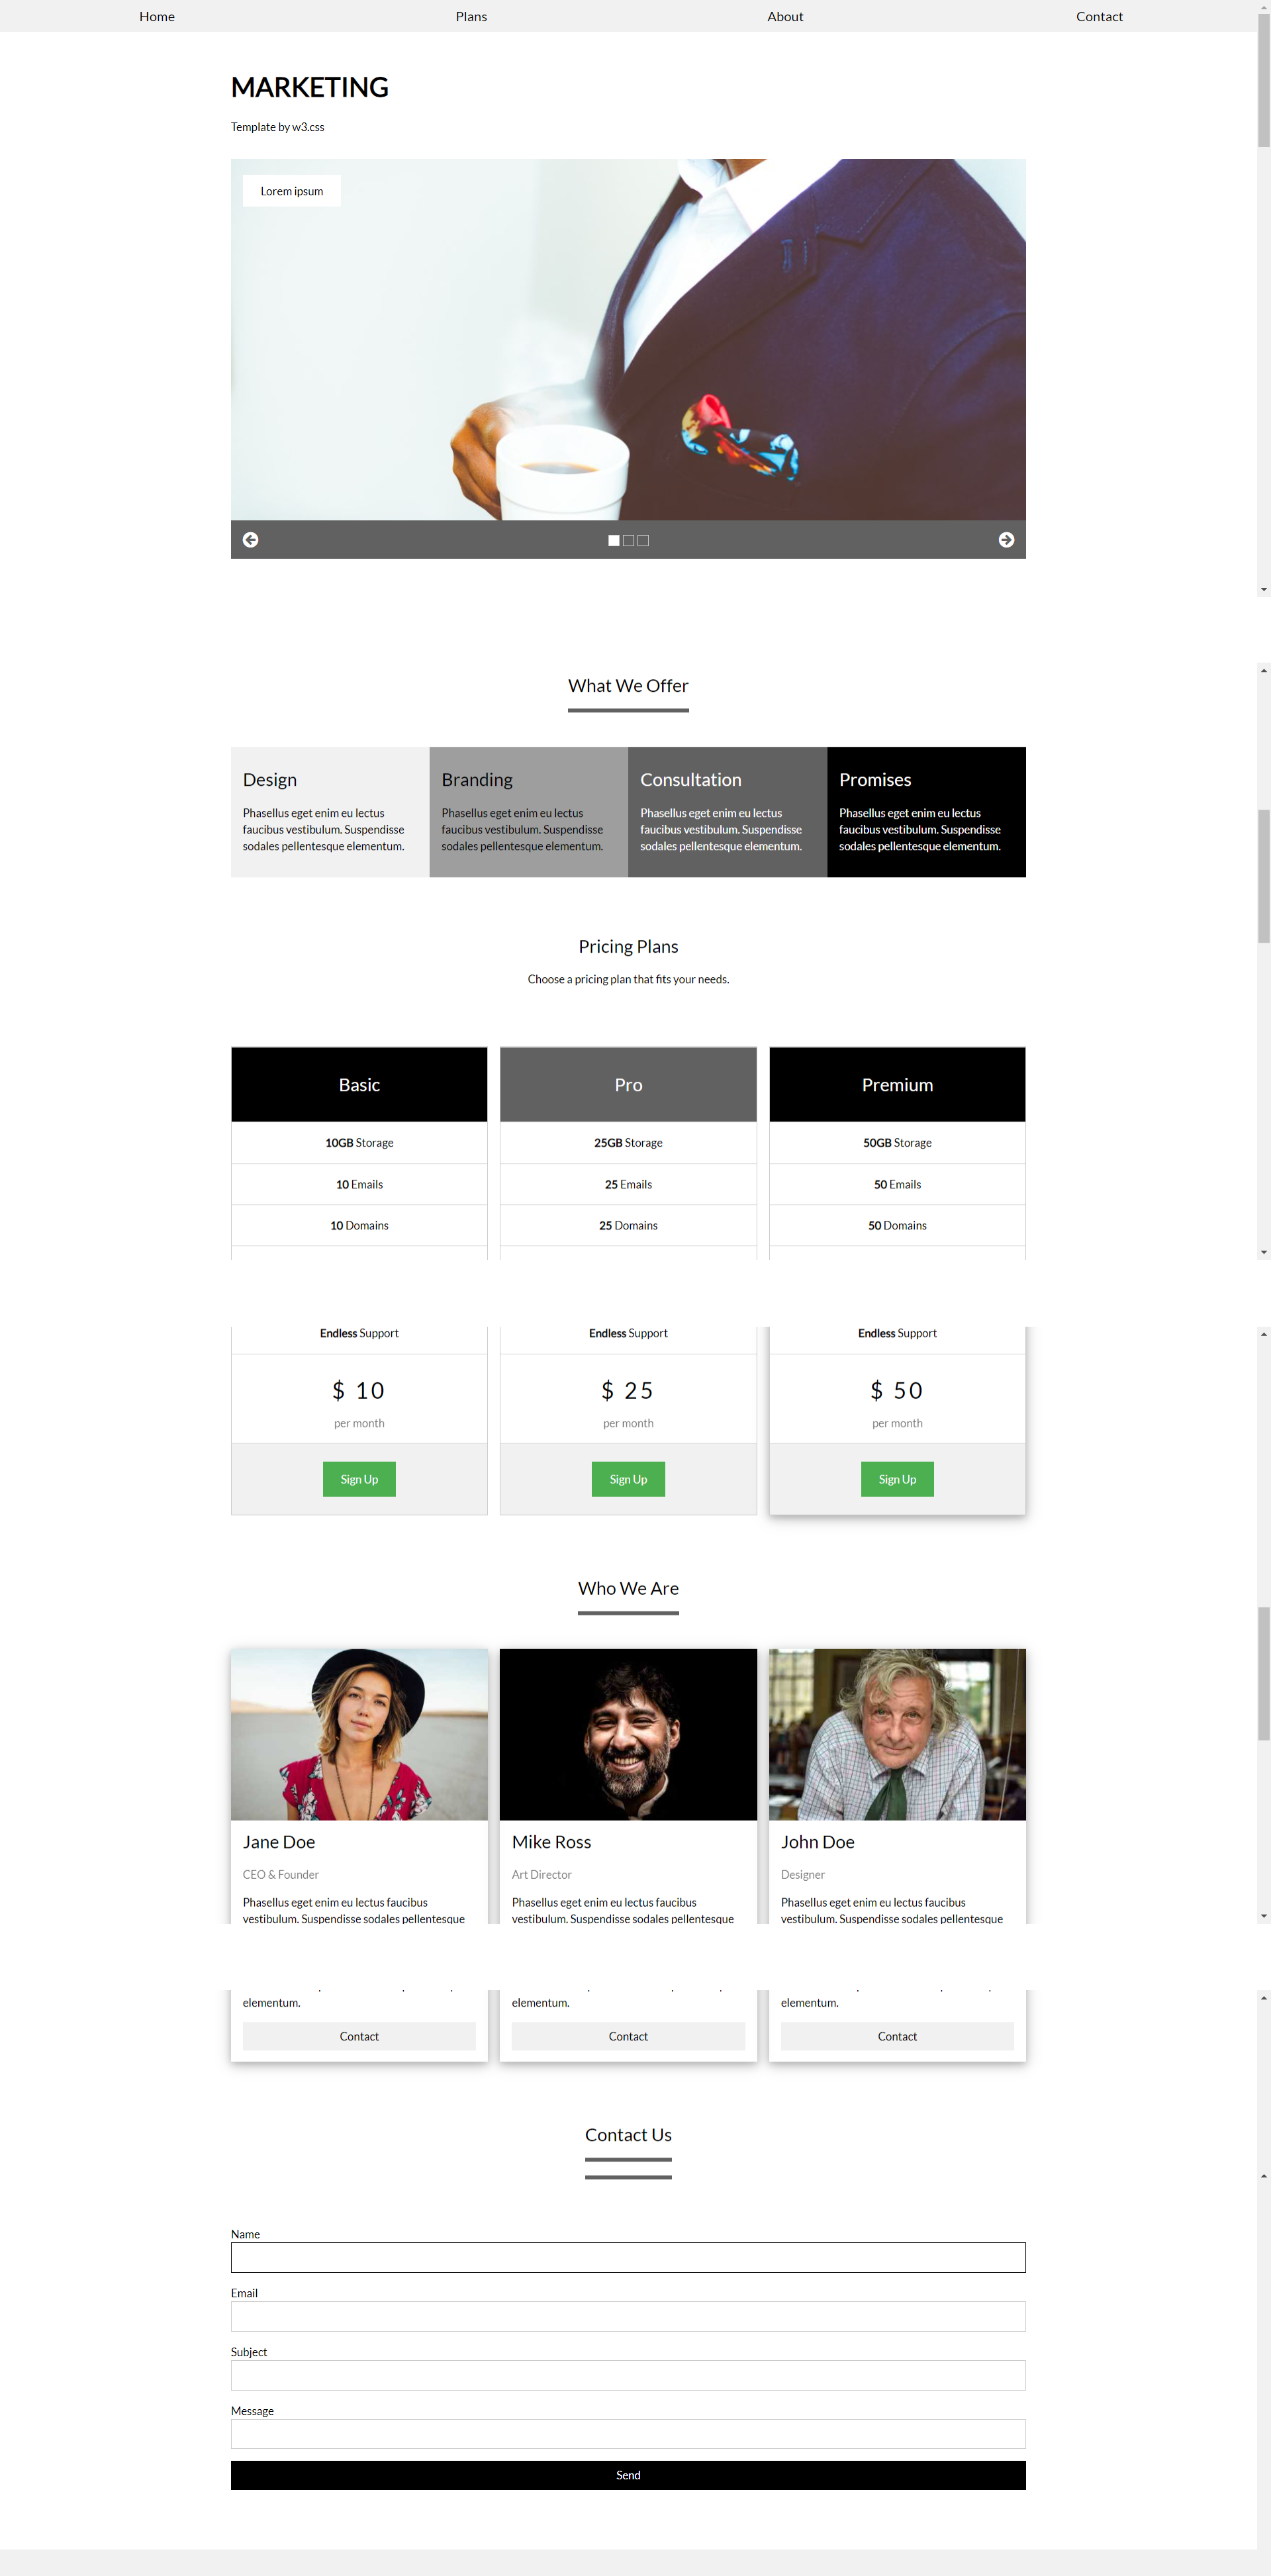 Home Plans About Contact
MARKETING
Template by w3.css
Lorem ipsum
What We Offer
Design
Phasellus eget enim eu lectus
faucibus vestibulum. Suspendisse
sodales pellentesque elementum.
Branding
Phasellus eget enim eu lectus
faucibus vestibulum. Suspendisse
sodales pellentesque elementum.
Consultation
Phasellus eget enim eu lectus
faucibus vestibulum. Suspendisse
sodales pellentesque elementum.
Promises
Phasellus eget enim eu lectus
faucibus vestibulum. Suspendisse
sodales pellentesque elementum.
Pricing Plans
Choose a pricing plan that fits your needs.
Basic
10GB Storage
10 Emails
10 Domains
Pro
25GB Storage
25 Emails
25 Domains
Premium
50GB Storage
50 Emails
50 Domains
Endless Support
$ 10
per month
Sign Up
Endless Support
$ 25
per month
Sign Up
Endless Support
$ 50
per month
Sign Up
Who We Are
Jane Doe
CEO & Founder
Phasellus eget enim eu lectus faucibus
vestibulum. Suspendisse sodales pellentesque
Mike Ross
Art Director
Phasellus eget enim eu lectus faucibus
vestibulum. Suspendisse sodales pellentesque
John Doe
Designer
Phasellus eget enim eu lectus faucibus
vestibulum. Suspendisse sodales pellentesque
elementum.
Contact
elementum.
Contact
elementum.
Contact
Contact Us
Name
Email
Subject
Message
Send